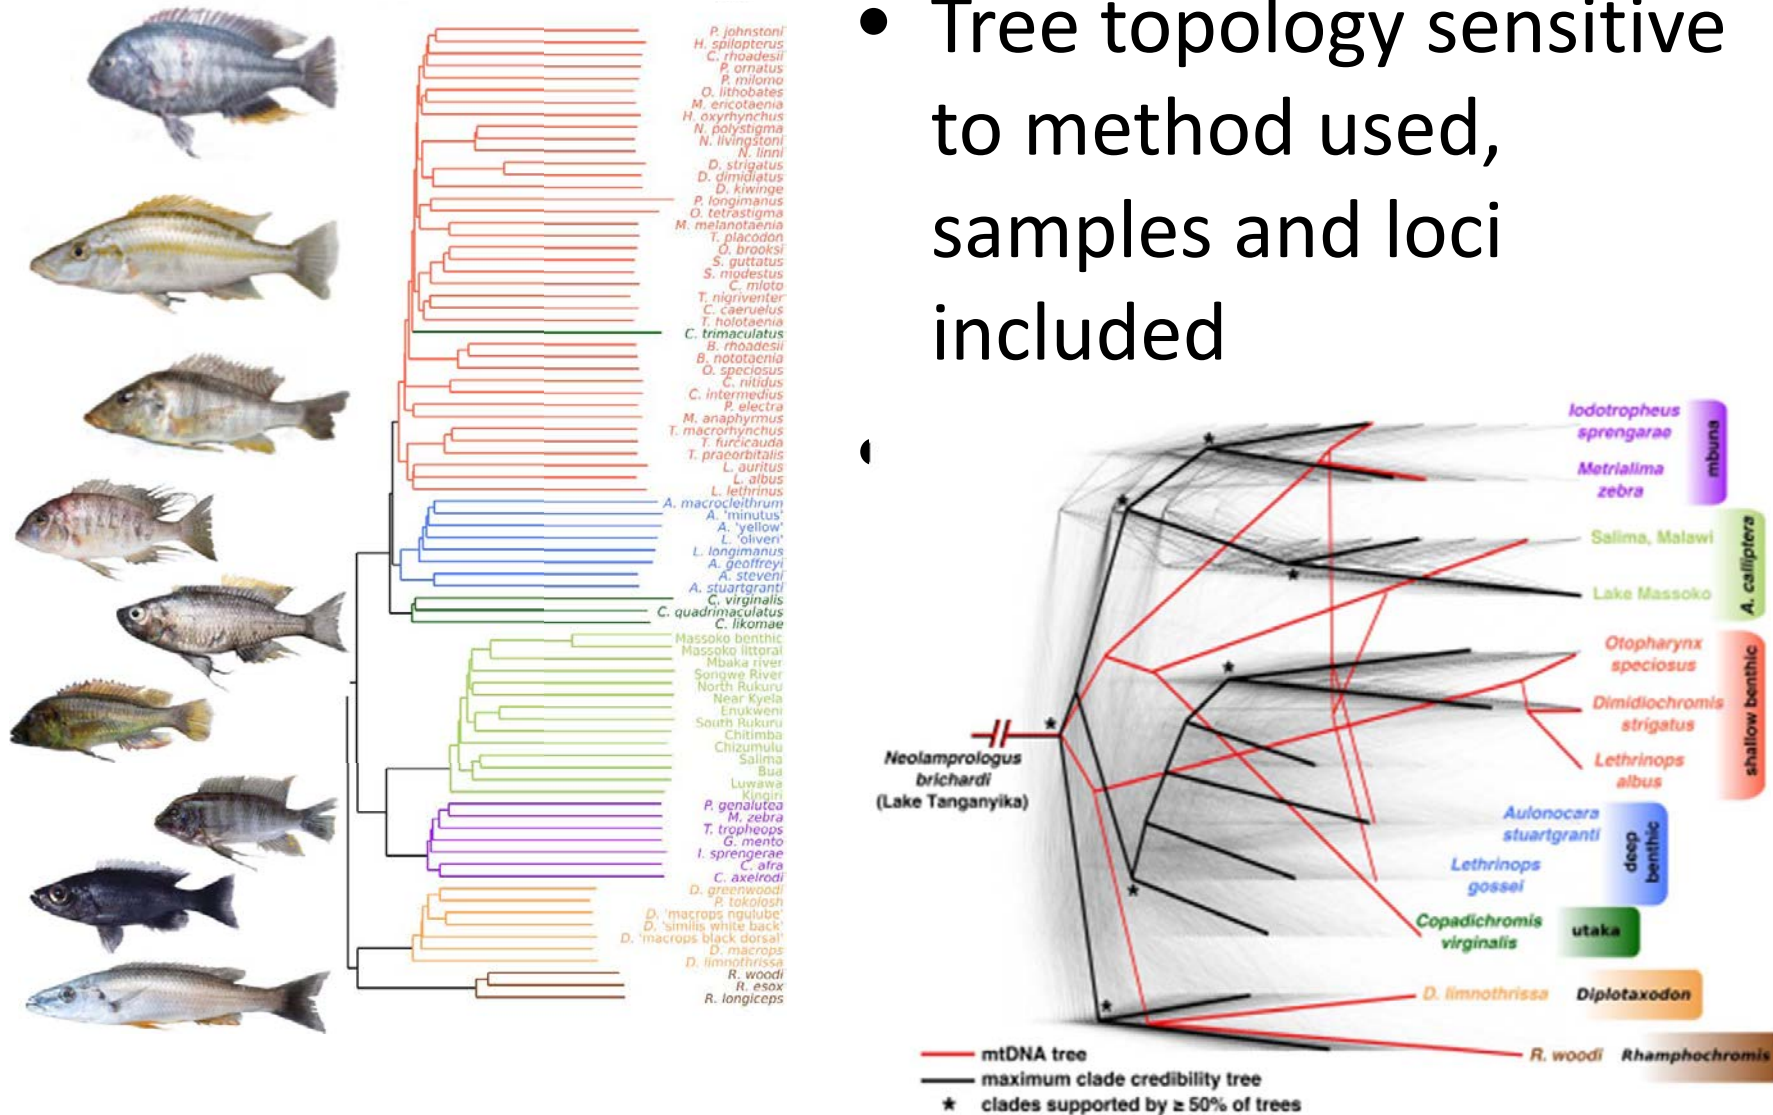 P. johnstoni
H. spilopterus
C. rhoadesii
P. ornatus
P. milomo
O. lithobates
M. ericotaenia
H. oxyrhynchus
N. polystigma
N. livingstoni
N. linni
D. strigatus
D. dimidiatus
D. kiwinge
P. longimanus
O. tetrastigma
M. melanotaenia
T. placodon
O. brooksi
S. guttatus
S. modestus
C. mloto
T. nigriventer
C. caeruelus
T. holotaenia
C. trimaculatus
B. rhoadesii
B. nototaenia
O. speciosus
C. nitidus
C. intermedius
P. electra
M. anaphyrmus
T. macrorhynchus
T. furcicauda
T. praeorbitalis
L. auritus
L. albus
L. lethrinus
A. macrocleithrum
A. 'minutus'
A. 'yellow'
L. 'oliveri'
L. longimanus
A. geoffreyi
A. steveni
A. stuartgranti
C. virginalis
C. quadrimaculatus
C. likomae
Massoko benthic
Massoko littoral
Mbaka river
Songwe River
North Rukuru
Near Kyela
Enukweni
South Rukuru
Chitimba
Chizumulu
Salima
Bua
Luwawa
Kingiri
P. genalutea
M. zebra
T. tropheops
G. mento
I. sprengerae
C. afra
C. axelrodi
D. greenwoodi
P. tokolosh
D. 'macrops ngulube'
D. 'similis white back'
D. 'macrops black dorsal'
D. macrops
D. limnothrissa
R. woodi
R. esox
R. longiceps
• Tree topology sensitive
to method used,
samples and loci
included
Iodotropheus
sprengarae
Metrialima
zebra
mbuna
Salima, Malawi
Lake Massoko
A. calliptera
Otopharynx
speciosus
Dimidiochromis
strigatus
Lethrinops
albus
shallow benthic
Neolamprologus
brichardi
(Lake Tanganyika)
Aulonocara
stuartgranti
Lethrinops
gossei
deep
benthic
Copadichromis
virginalis
utaka
D. limnothrissa Diplotaxodon
R. woodi Rhamphochromis
mtDNA tree
maximum clade credibility tree
* clades supported by ≥ 50% of trees